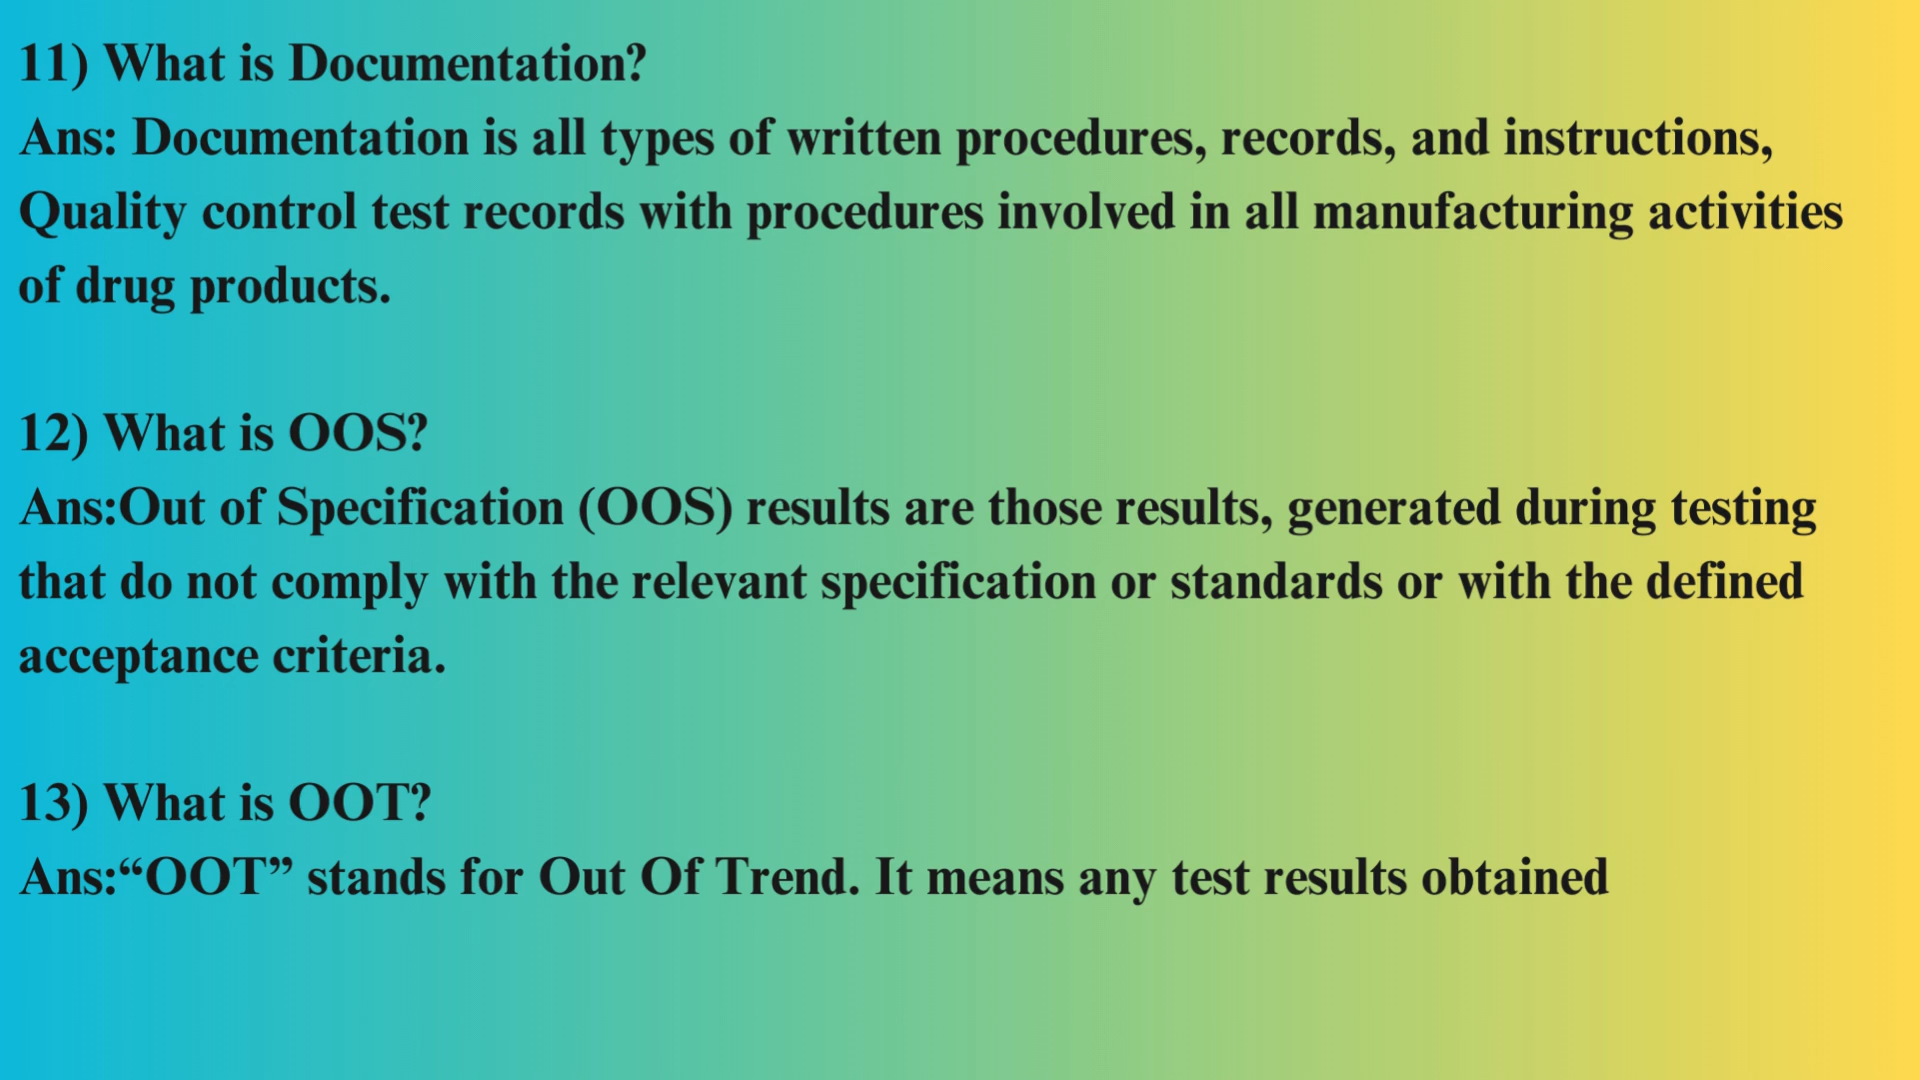 11) What is Documentation?
Ans: Documentation is all types of written procedures, records, and instructions,
Quality control test records with procedures involved in all manufacturing activities
of drug products.
12) What is OOS?
Ans:Out of Specification (OOS) results are those results, generated during testing
that do not comply with the relevant specification or standards or with the defined
acceptance criteria.
13) What is OOT?
Ans:“OOT” stands for Out Of Trend. It means any test results obtained